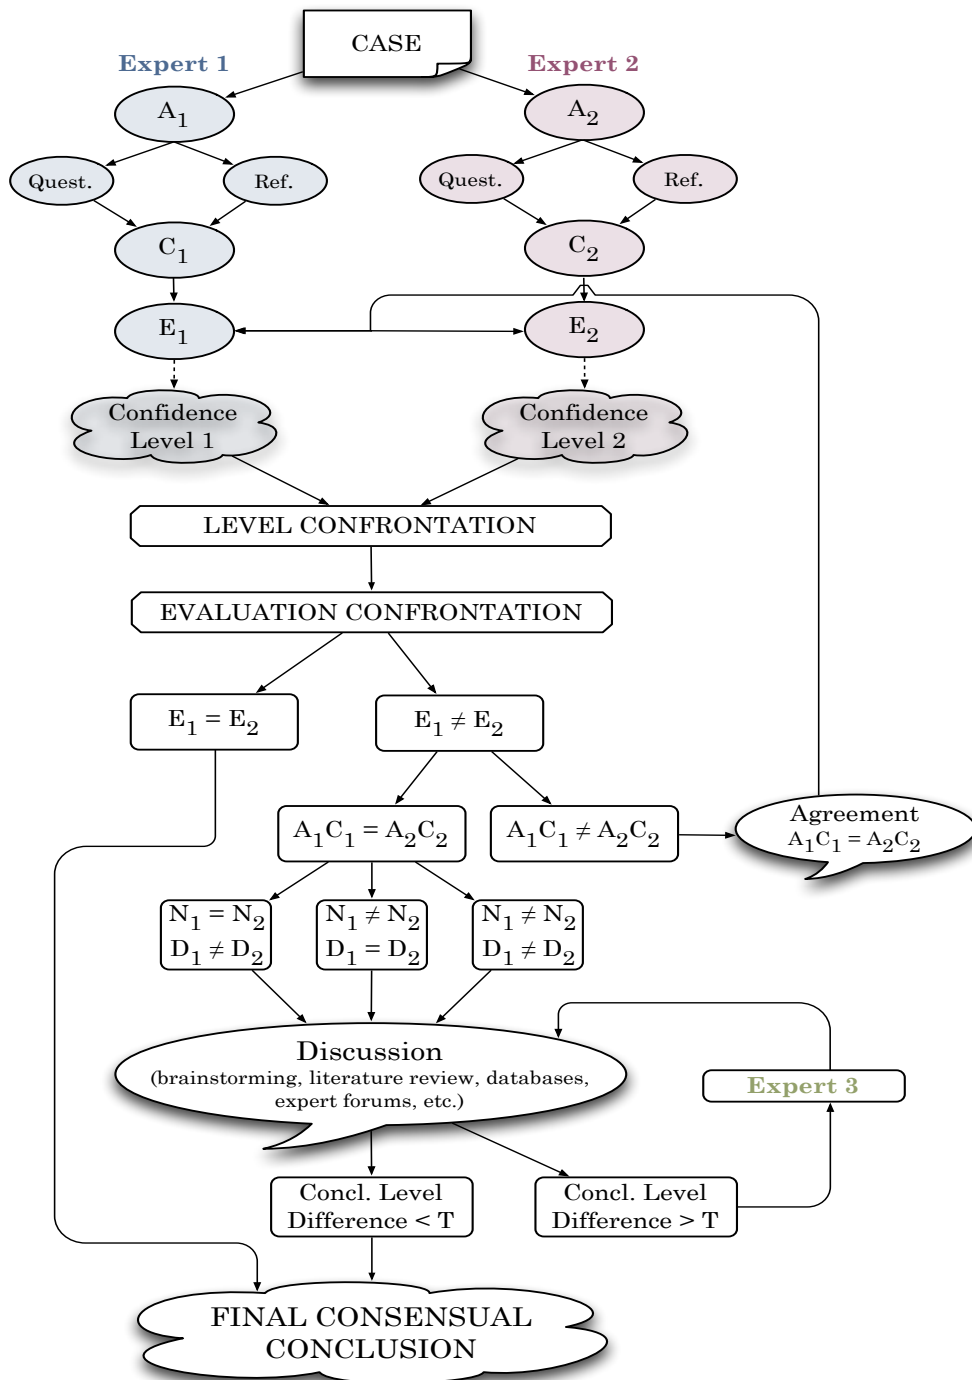 CASE
Expert 1
Expert 2
A1
A2
Quest.
Ref.
Quest.
Ref.
C1
C2
E1
E2
Confidence
Level 1
Confidence
Level 2
LEVEL CONFRONTATION
EVALUATION CONFRONTATION
E1 = E2
E1 ≠ E2
A1C1 = A2C2
A1C1 ≠ A2C2
Agreement
A1C1 = A2C2
N1 = N2
D1 ≠ D2
N1 ≠ N2
D1 = D2
N1 ≠ N2
D1 ≠ D2
Discussion
(brainstorming, literature review, databases,
expert forums, etc.)
Expert 3
Concl. Level
Difference < T
Concl. Level
Difference > T
FINAL CONSENSUAL
CONCLUSION